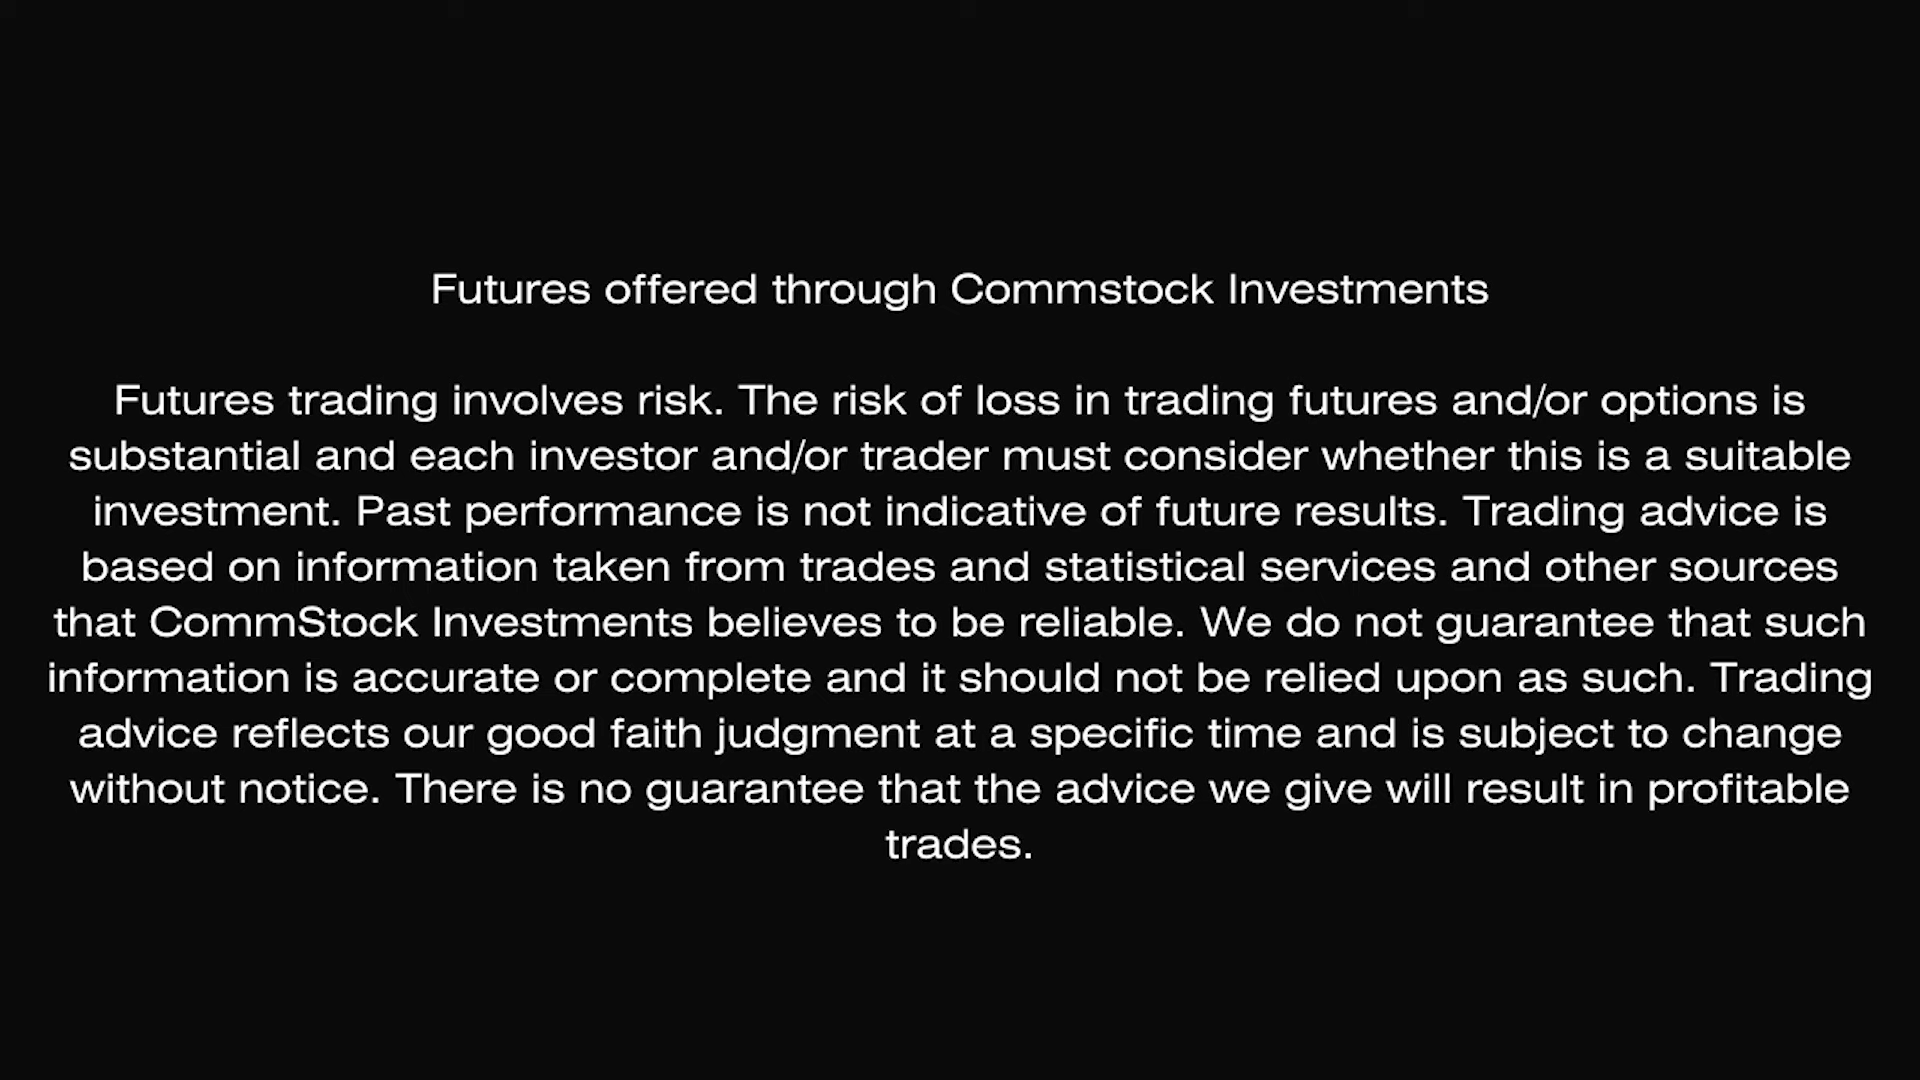 Futures offered through Commstock Investments
Futures trading involves risk. The risk of loss in trading futures and/or options is
substantial and each investor and/or trader must consider whether this is a suitable
investment. Past performance is not indicative of future results. Trading advice is
based on information taken from trades and statistical services and other sources
that CommStock Investments believes to be reliable. We do not guarantee that such
information is accurate or complete and it should not be relied upon as such. Trading
advice reflects our good faith judgment at a specific time and is subject to change
without notice. There is no guarantee that the advice we give will result in profitable
trades.